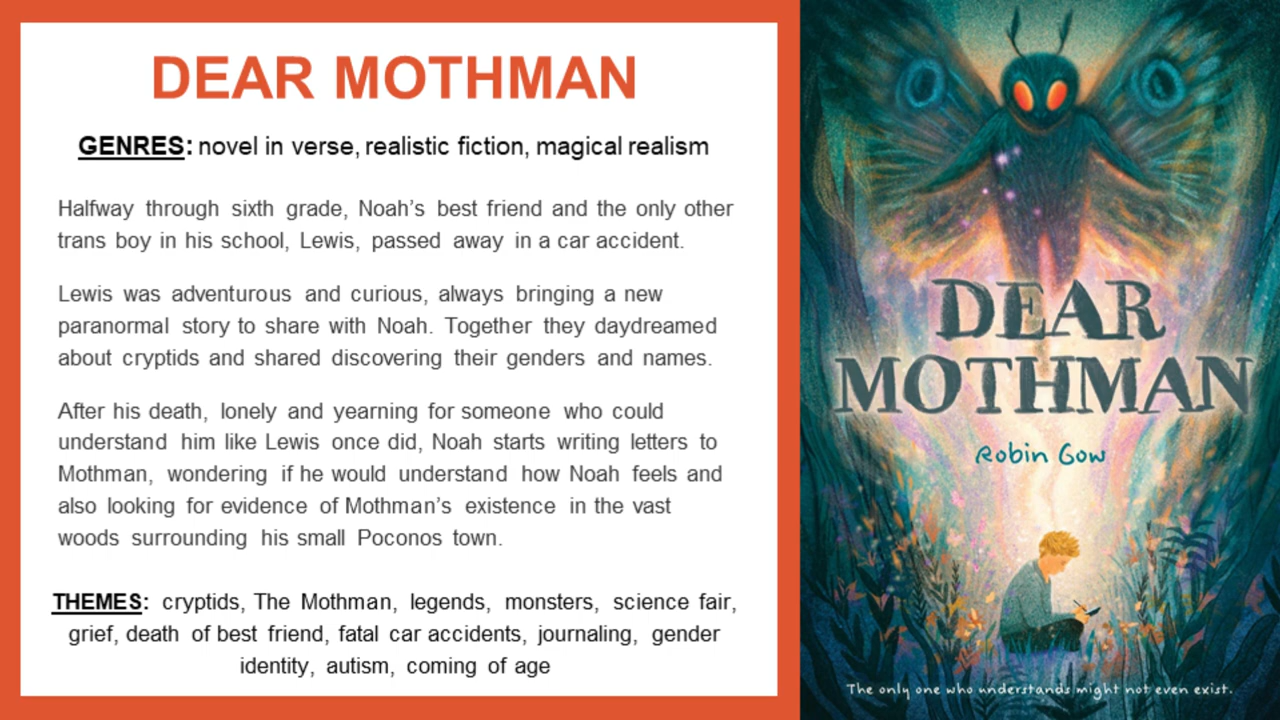 DEAR MOTHMAN
GENRES: novel in verse, realistic fiction, magical realism
Halfway through sixth grade, Noah's best friend and the only other
trans boy in his school, Lewis, passed away in a car accident.
Lewis was adventurous and curious, always bringing a new
paranormal story to share with Noah. Together they daydreamed
about cryptids and shared discovering their genders and names.
After his death, lonely and yearning for someone who could
understand him like Lewis once did, Noah starts writing letters to
Mothman, wondering if he would understand how Noah feels and
also looking for evidence of Mothman's existence in the vast
woods surrounding his small Poconos town.
THEMES: cryptids, The Mothman, legends, monsters, science fair,
grief, death of best friend, fatal car accidents, journaling, gender
identity, autism, coming of age
DEAR
MOTHMAN
Robin Gow
The only one who understands might not even exist.